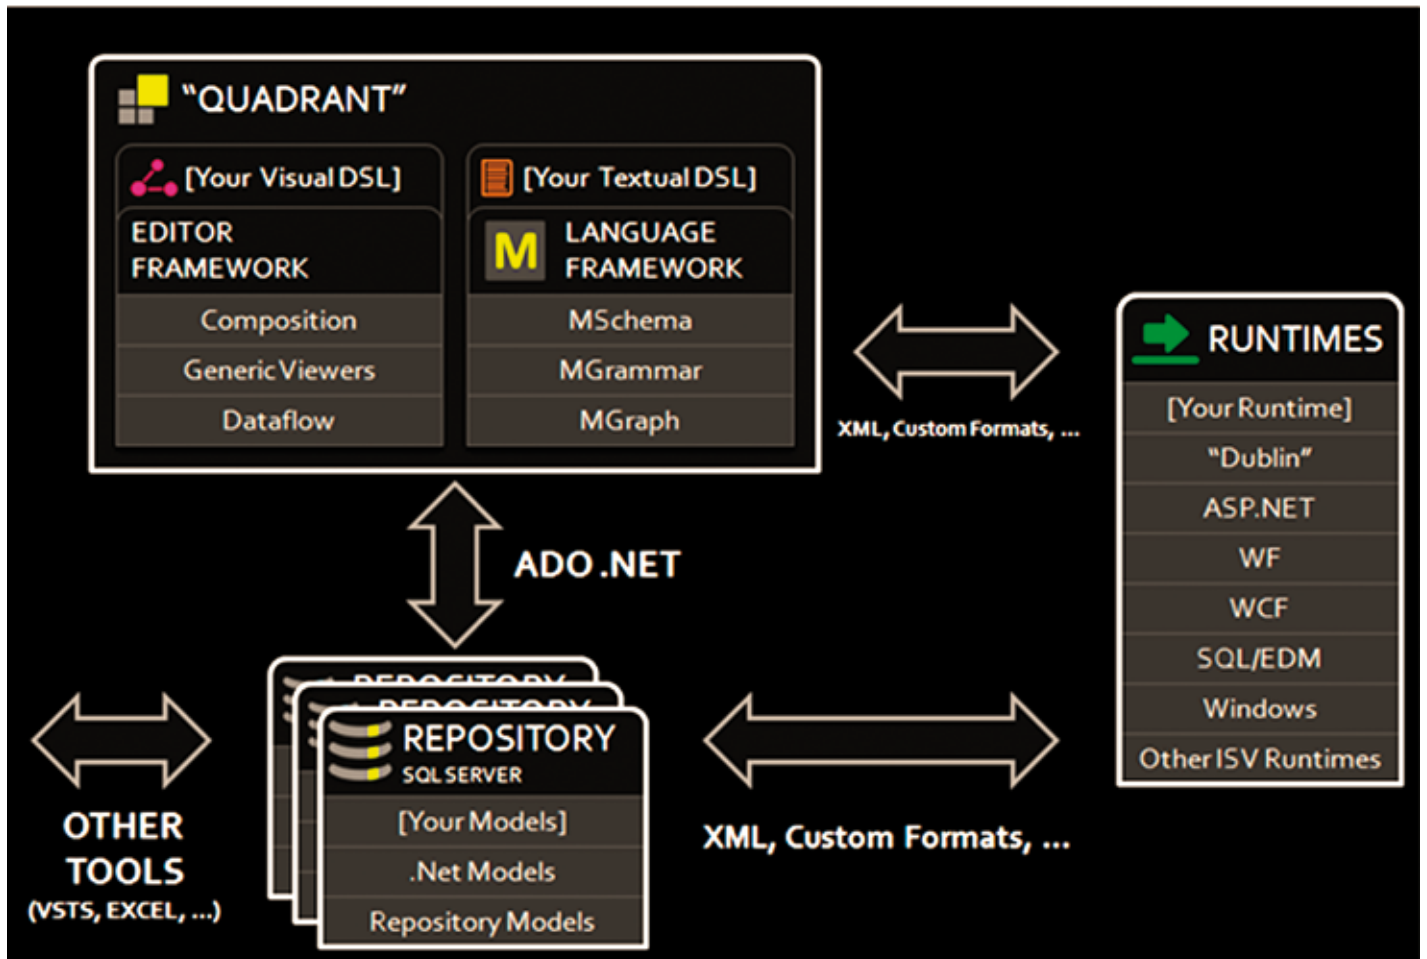 “QUADRANT”
[Your Visual DSL]
EDITOR
FRAMEWORK
Composition
Generic Viewers
Dataflow
[Your Textual DSL]
M
LANGUAGE
FRAMEWORK
MSchema
MGrammar
MGraph
XML, Custom Formats, ...
RUNTIMES
[Your Runtime]
“Dublin”
ASP.NET
WF
WCF
SQL/EDM
Windows
Other ISV Runtimes
ADO .NET
REPOSITORY
REPOSITORY
REPOSITORY
SQL SERVER
[Your Models]
.Net Models
Repository Models
OTHER
TOOLS
(VSTS, EXCEL, ...)
XML, Custom Formats, ...